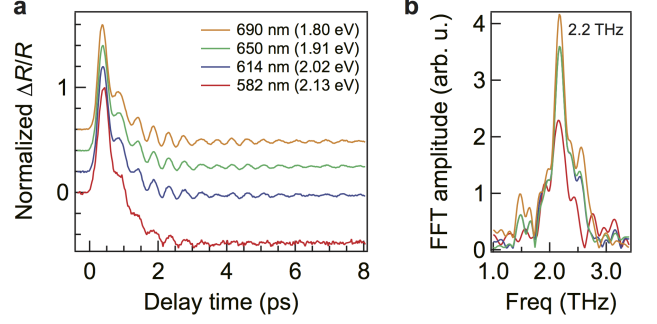 a
Normalized ΔR/R
1
0
690 nm (1.80 eV)
650 nm (1.91 eV)
614 nm (2.02 eV)
582 nm (2.13 eV)
0 2 4 6 8
Delay time (ps)
b
FFT amplitude (arb. u.)
4
3
2
1
0
2.2 THz
1.0 2.0 3.0
Freq (THz)